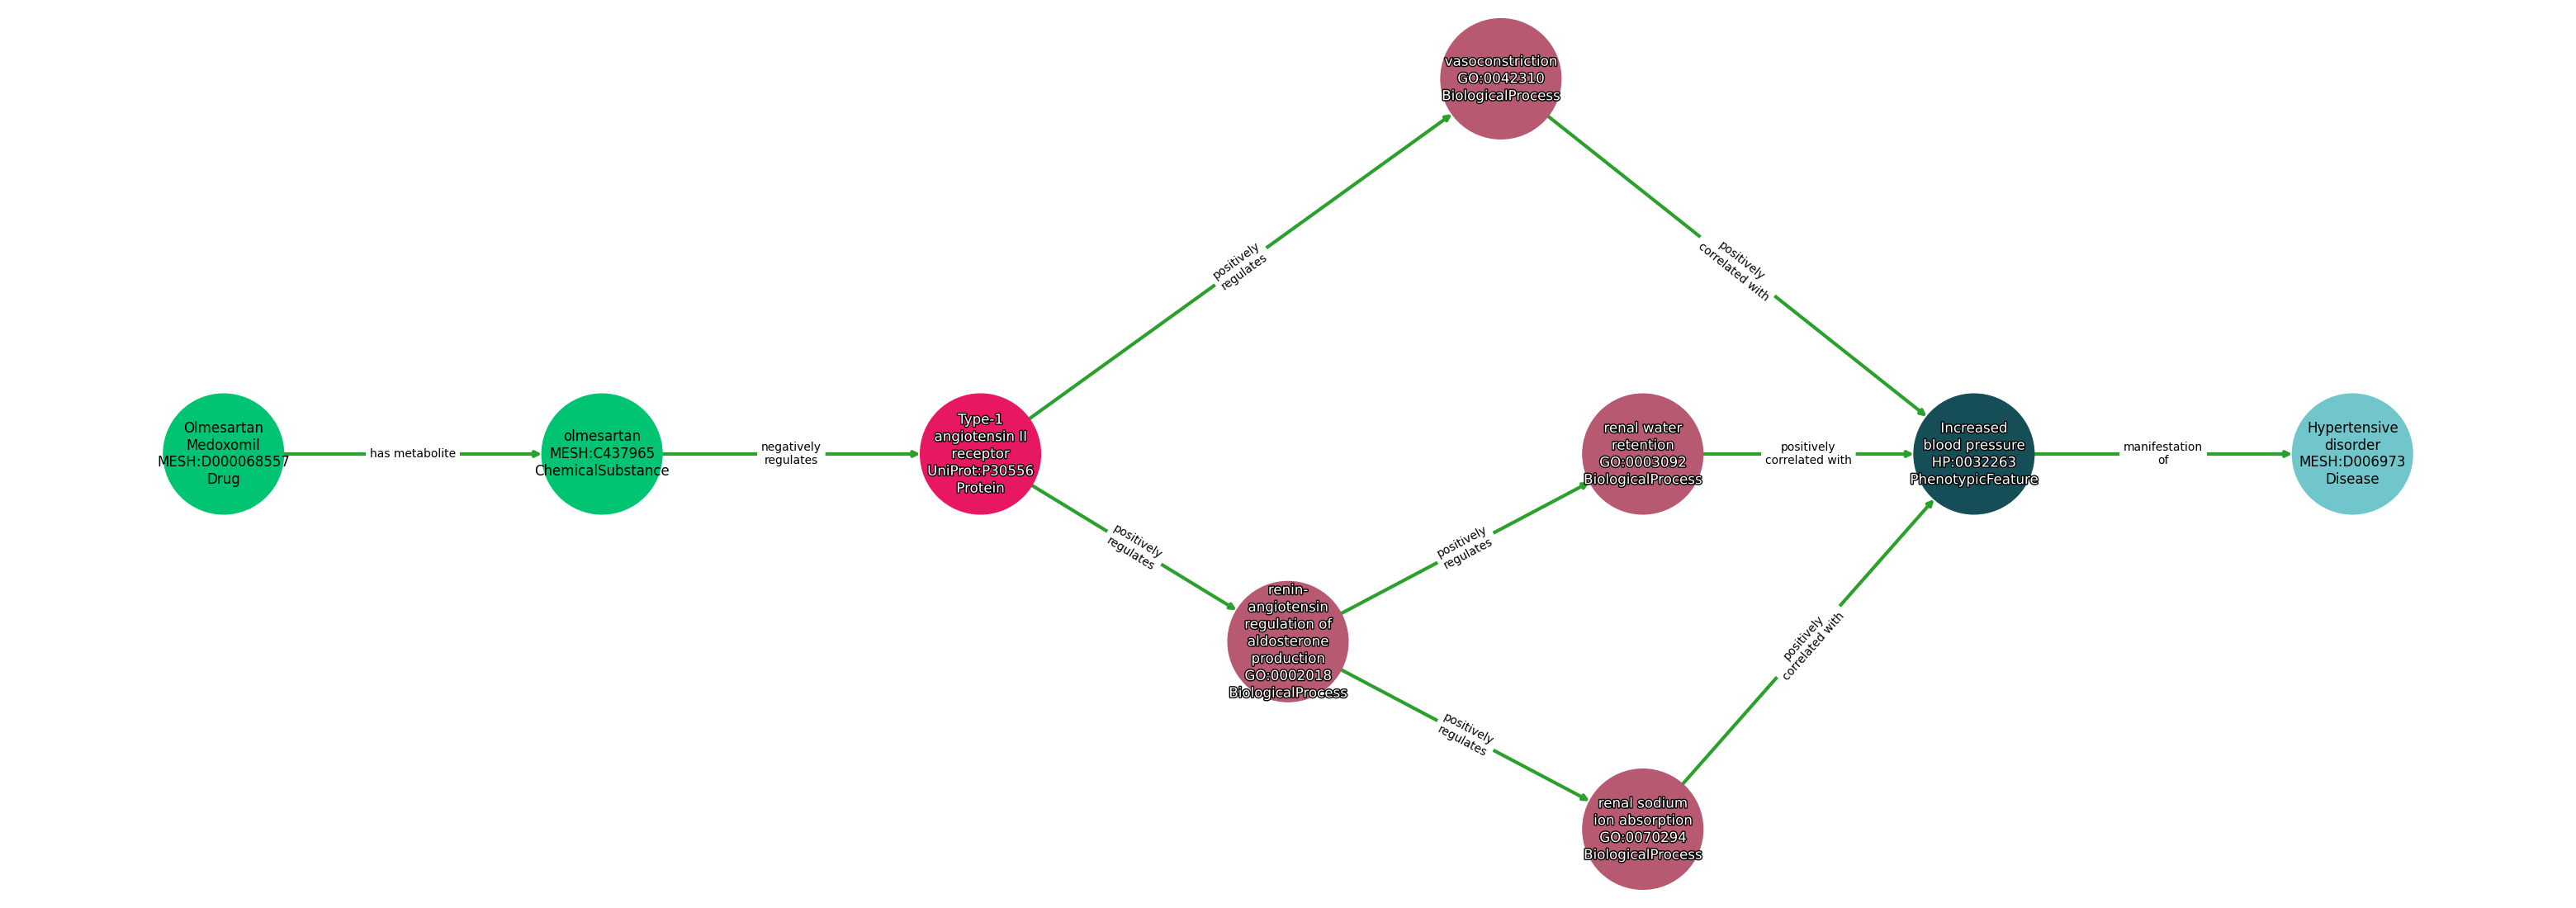 vasoconstriction
GO:0042310
BiologicalProcess
positively
regulates
positively
correlated with
Olmesartan
Medoxomil
MESH:D000068557
Drug
has metabolite
olmesartan
MESH:C437965
ChemicalSubstance
negatively
regulates
Type-1
angiotensin II
receptor
UniProt:P30556
Protein
renal water
retention
GO:0003092
BiologicalProcess
positively
correlated with
Increased
blood pressure
HP:0032263
PhenotypicFeature
manifestation
of
Hypertensive
disorder
MESH:D006973
Disease
positively
regulates
positively
regulates
renin-
angiotensin
regulation of
aldosterone
production
GO:0002018
BiologicalProcess
positively
correlated with
positively
regulates
renal sodium
ion absorption
GO:0070294
BiologicalProcess